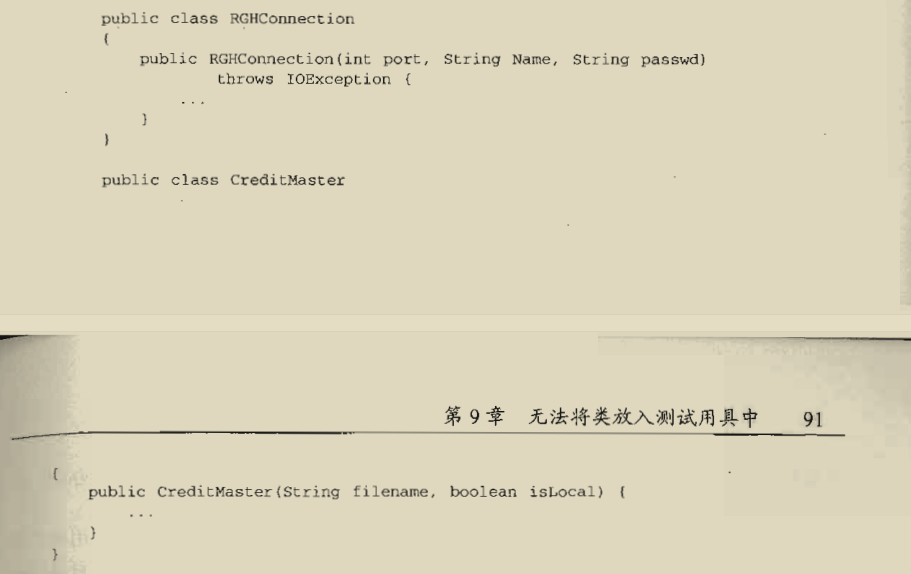 public class RGHConnection
{
    public RGHConnection(int port, String Name, String passwd)
            throws IOException {
        ...
    }
}
public class CreditMaster
第 9 章 无法将类放入测试用具中 91
{
    public CreditMaster(String filename, boolean isLocal) {
        ...
    }
}